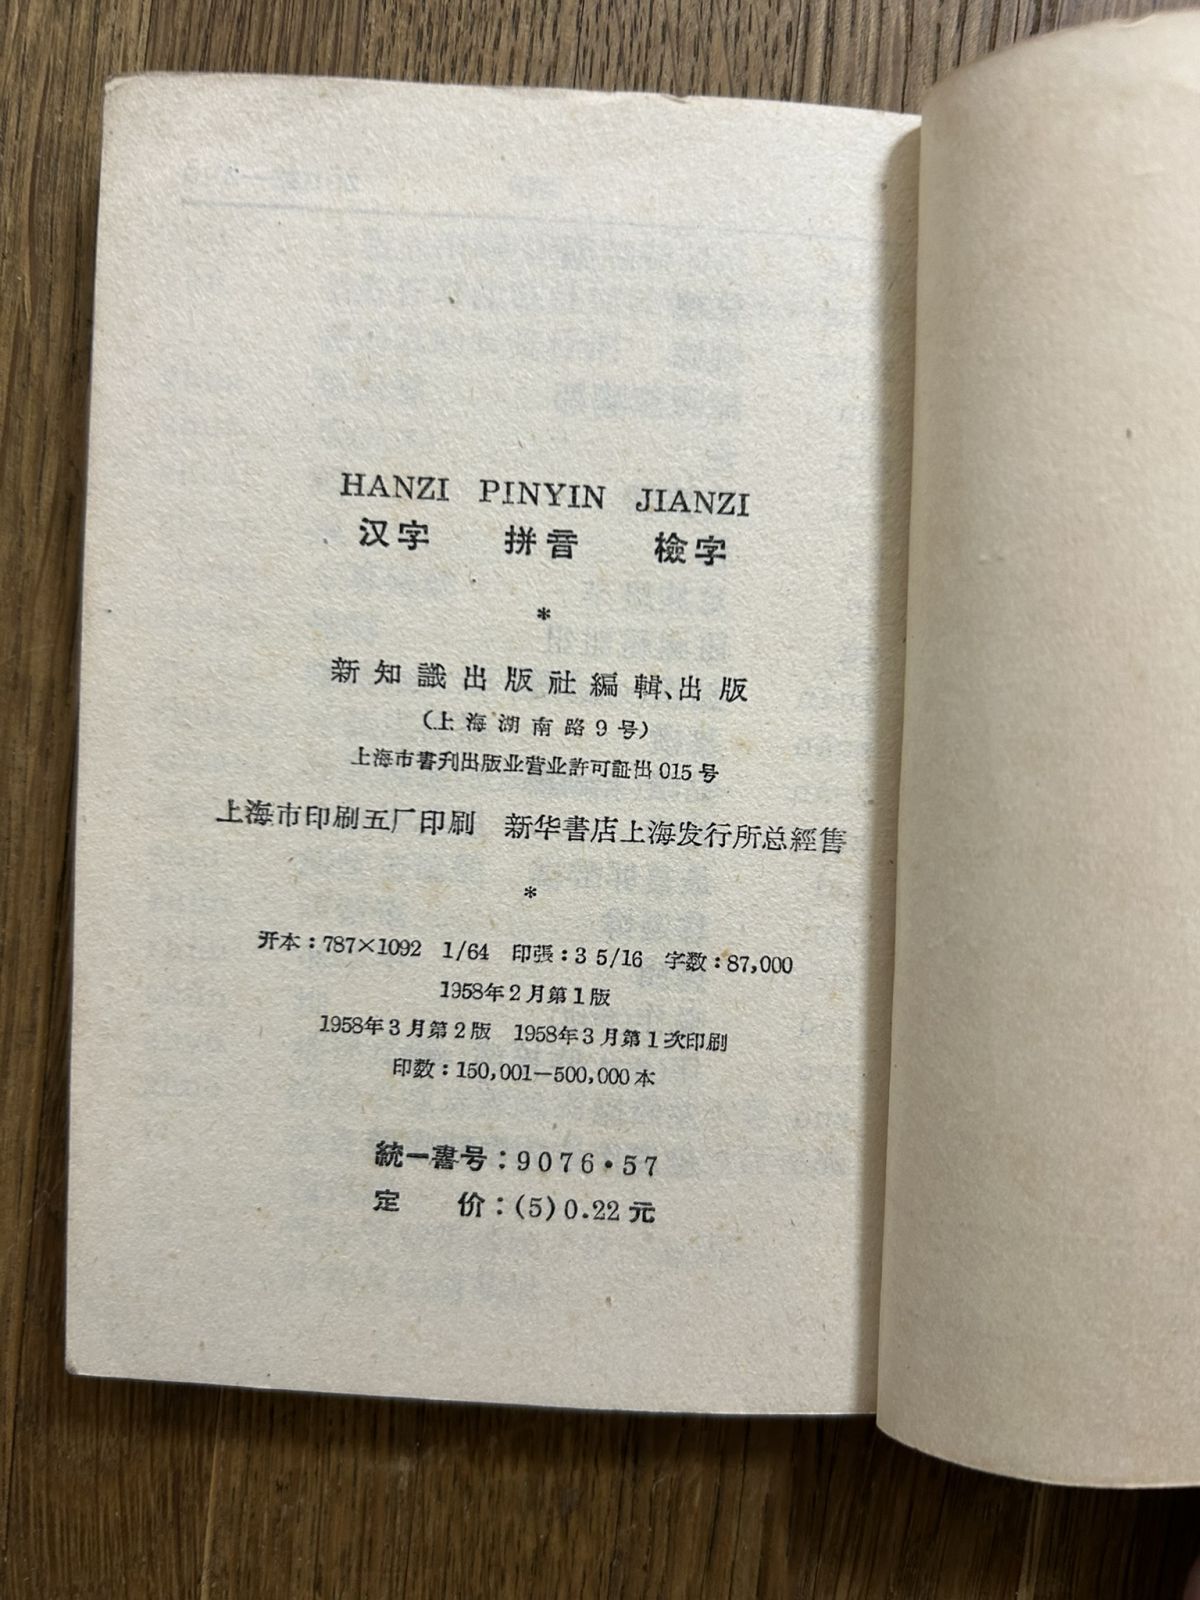 HANZI PINYIN JIANZI
汉字 拼音 檢字
*
新知識出版社編輯、出版
(上海湖南路9号)
上海市書刋出版业营业許可証出015号
上海市印刷五厂印刷 新华書店上海发行所总經售
*
开本:787×1092 1/64 印張:3 5/16 字数:87,000
1958年2月第1版
1958年3月第2版 1958年3月第1次印刷
印数:150,001—500,000本
統一書号:9076·57
定 价:(5)0.22元